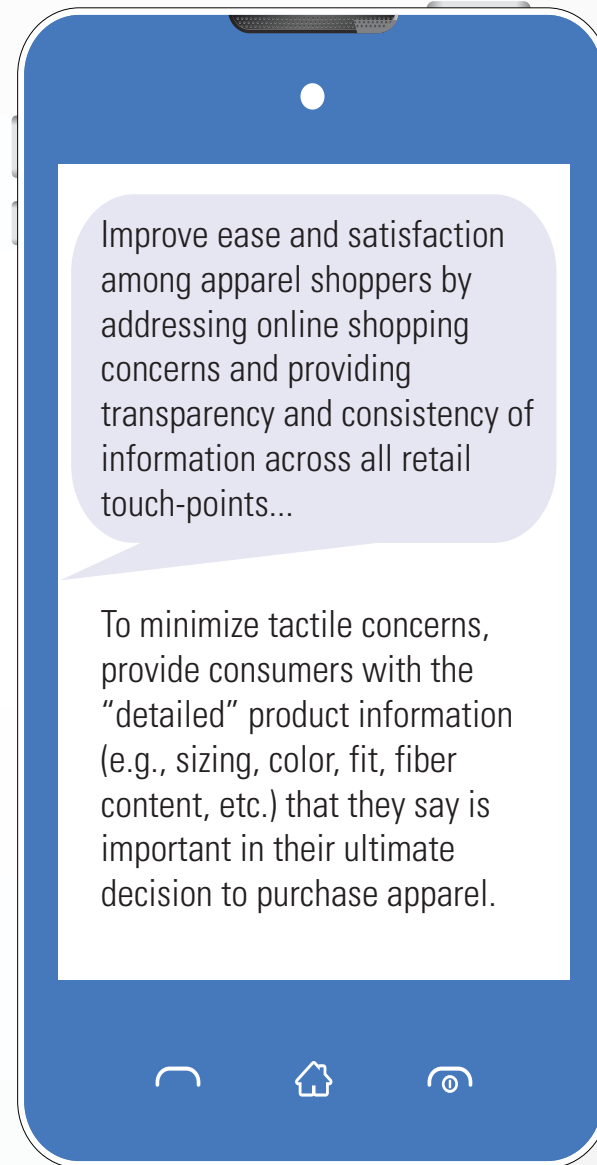 Improve ease and satisfaction
among apparel shoppers by
addressing online shopping
concerns and providing
transparency and consistency of
information across all retail
touch-points...
To minimize tactile concerns,
provide consumers with the
“detailed” product information
(e.g., sizing, color, fit, fiber
content, etc.) that they say is
important in their ultimate
decision to purchase apparel.